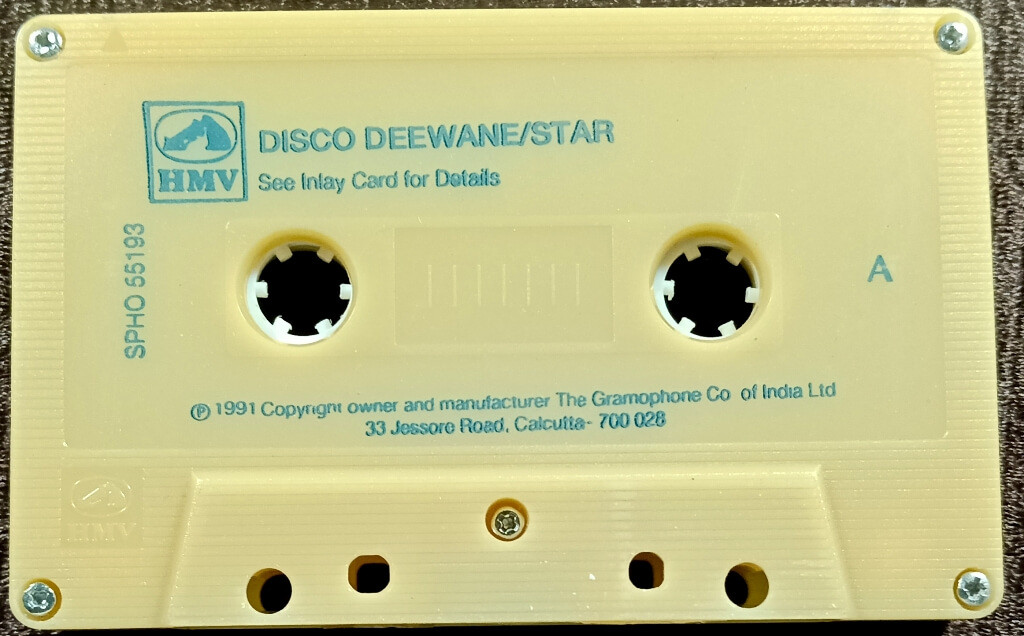 HMV
DISCO DEEWANE/STAR
See Inlay Card for Details
SPHO 55193
A
℗ 1991 Copyright owner and manufacturer The Gramophone Co of India Ltd
33 Jessore Road, Calcutta- 700 028
HMV